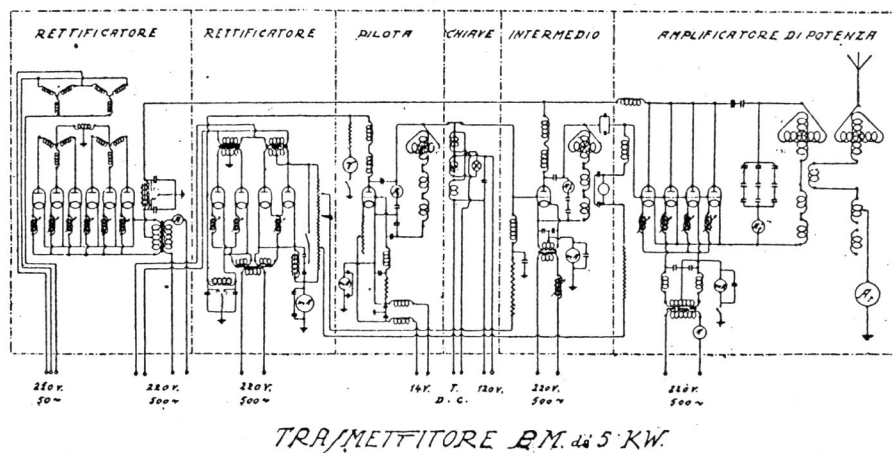 RETTIFICATORE
RETTIFICATORE
PILOTA
CHIAVE
INTERMEDIO
AMPLIFICATORE DI POTENZA
220 V. 50~
220 V. 500~
220 V. 500~
14 V.
T.
D. C.
120 V.
220 V. 500~
220 V. 500~
TRASMETTITORE P.M. da 5 KW.